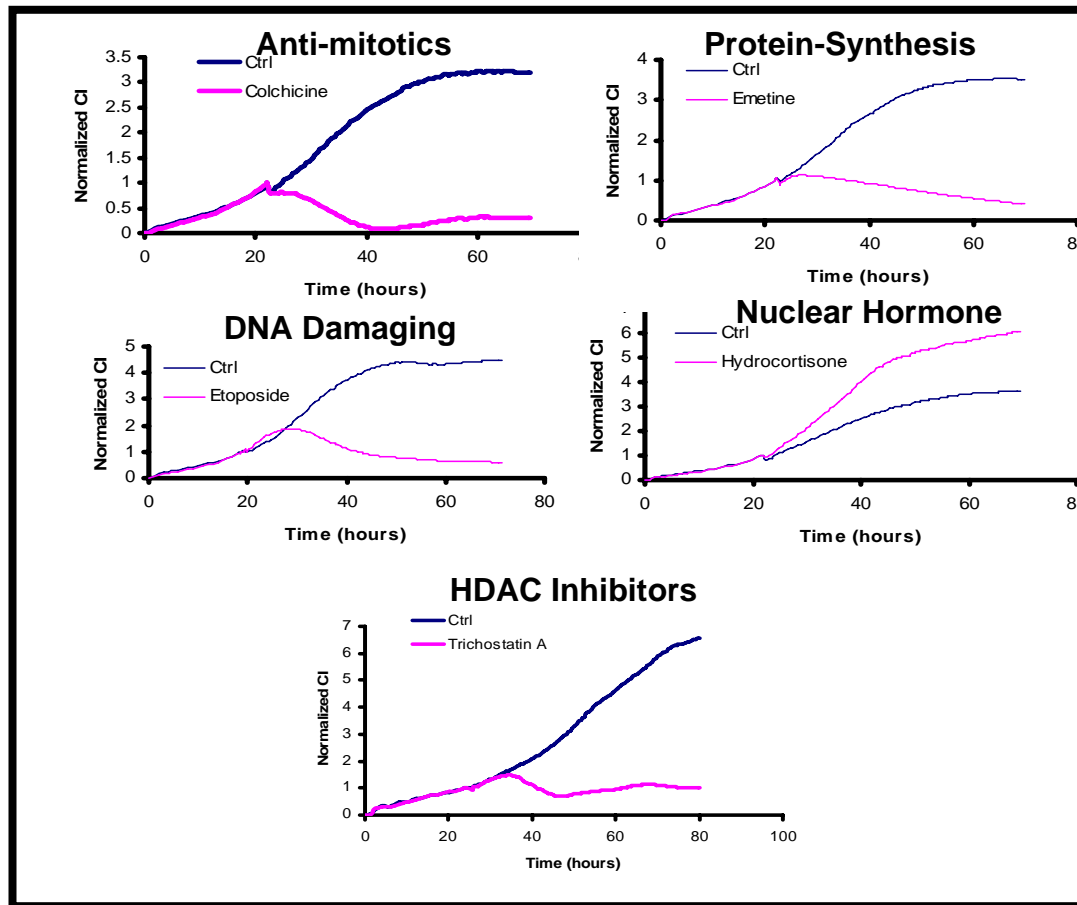 Anti-mitotics
Ctrl
Colchicine
Normalized CI
3.5
3
2.5
2
1.5
1
0.5
0
0 20 40 60
Time (hours)
Protein-Synthesis
Ctrl
Emetine
Normalized CI
4
3
2
1
0
0 20 40 60
Time (hours)
DNA Damaging
Ctrl
Etoposide
Normalized CI
5
4
3
2
1
0
0 20 40 60 80
Time (hours)
Nuclear Hormone
Ctrl
Hydrocortisone
Normalized CI
6
5
4
3
2
1
0
0 20 40 60
Time (hours)
HDAC Inhibitors
Ctrl
Trichostatin A
Normalized CI
7
6
5
4
3
2
1
0
0 20 40 60 80 100
Time (hours)